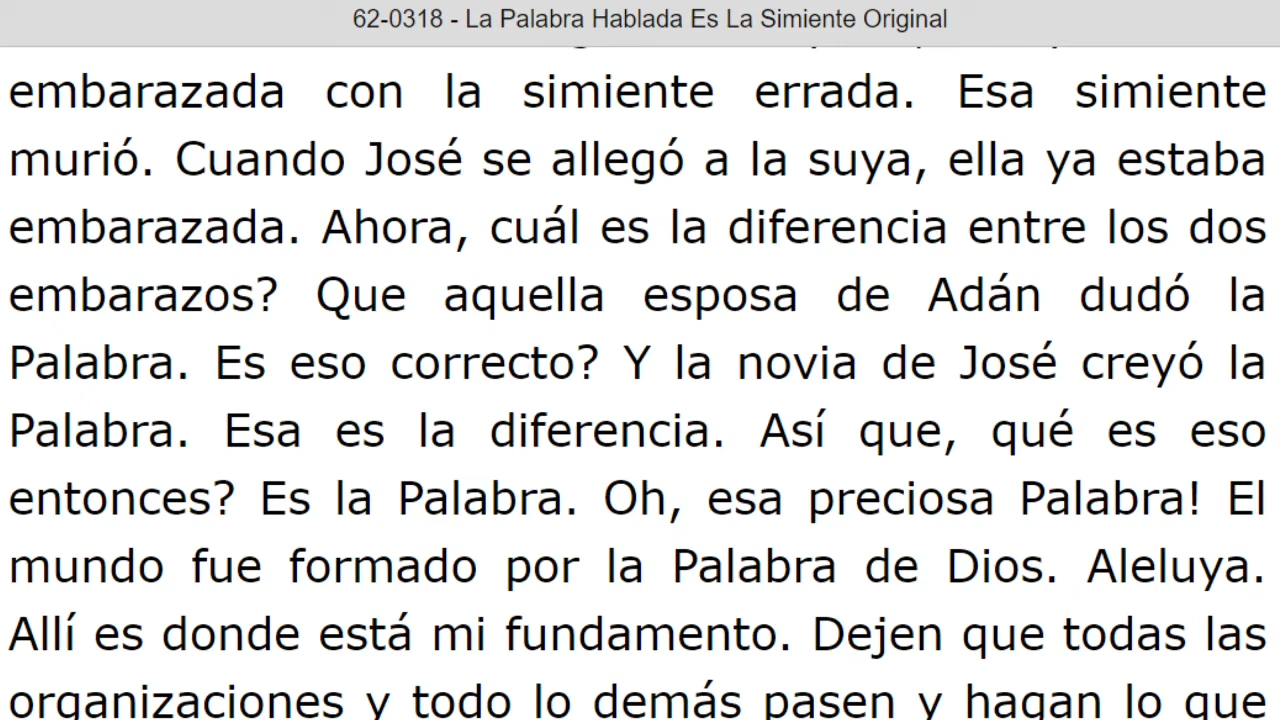 62-0318 - La Palabra Hablada Es La Simiente Original
embarazada con la simiente errada. Esa simiente
murió. Cuando José se allegó a la suya, ella ya estaba
embarazada. Ahora, cuál es la diferencia entre los dos
embarazos? Que aquella esposa de Adán dudó la
Palabra. Es eso correcto? Y la novia de José creyó la
Palabra. Esa es la diferencia. Así que, qué es eso
entonces? Es la Palabra. Oh, esa preciosa Palabra! El
mundo fue formado por la Palabra de Dios. Aleluya.
Allí es donde está mi fundamento. Dejen que todas las
organizaciones y todo lo demás pasen y hagan lo que